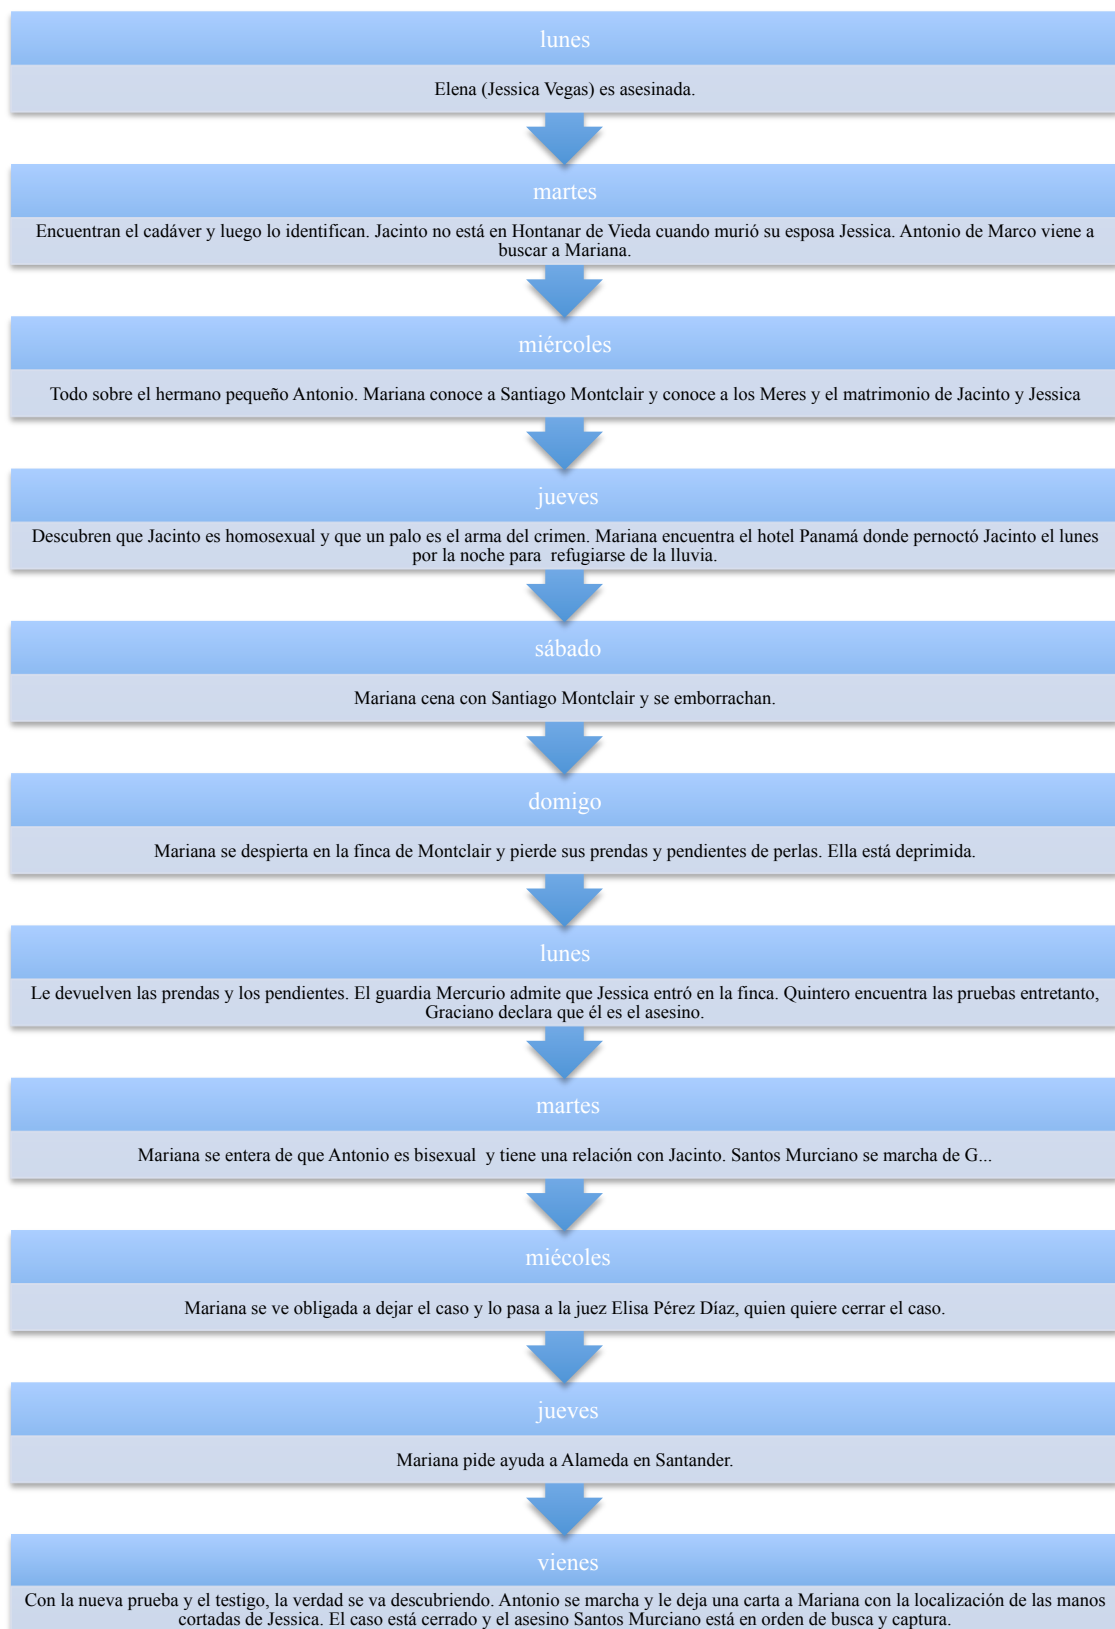 lunes
Elena (Jessica Vegas) es asesinada.
martes
Encuentran el cadáver y luego lo identifican. Jacinto no está en Hontanar de Vieda cuando murió su esposa Jessica. Antonio de Marco viene a
buscar a Mariana.
miércoles
Todo sobre el hermano pequeño Antonio. Mariana conoce a Santiago Montclair y conoce a los Meres y el matrimonio de Jacinto y Jessica
jueves
Descubren que Jacinto es homosexual y que un palo es el arma del crimen. Mariana encuentra el hotel Panamá donde pernoctó Jacinto el lunes
por la noche para  refugiarse de la lluvia.
sábado
Mariana cena con Santiago Montclair y se emborrachan.
domigo
Mariana se despierta en la finca de Montclair y pierde sus prendas y pendientes de perlas. Ella está deprimida.
lunes
Le devuelven las prendas y los pendientes. El guardia Mercurio admite que Jessica entró en la finca. Quintero encuentra las pruebas entretanto,
Graciano declara que él es el asesino.
martes
Mariana se entera de que Antonio es bisexual  y tiene una relación con Jacinto. Santos Murciano se marcha de G...
miécoles
Mariana se ve obligada a dejar el caso y lo pasa a la juez Elisa Pérez Díaz, quien quiere cerrar el caso.
jueves
Mariana pide ayuda a Alameda en Santander.
vienes
Con la nueva prueba y el testigo, la verdad se va descubriendo. Antonio se marcha y le deja una carta a Mariana con la localización de las manos
cortadas de Jessica. El caso está cerrado y el asesino Santos Murciano está en orden de busca y captura.